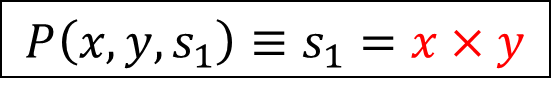 P(x, y, s₁) ≡ s₁ = x × y